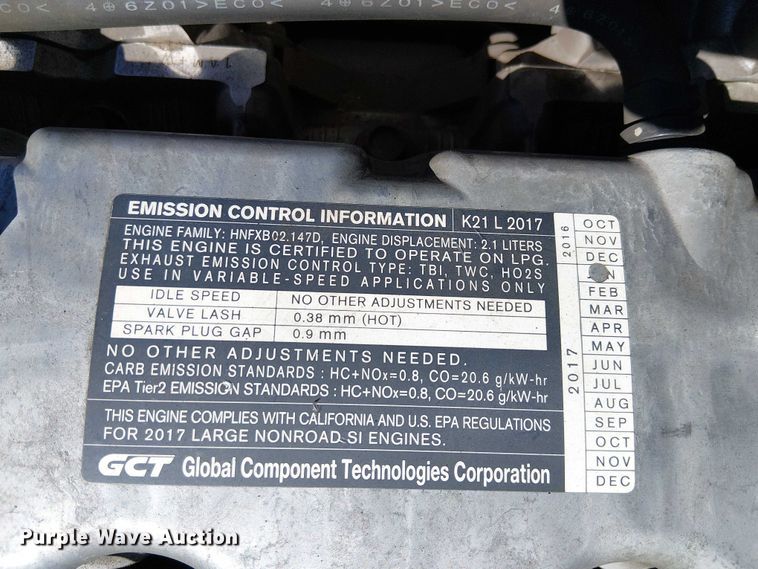 4 6Z01>ECO< 4 6Z01>ECO<
EMISSION CONTROL INFORMATION K21 L 2017
ENGINE FAMILY: HNFXB02.147D, ENGINE DISPLACEMENT: 2.1 LITERS
THIS ENGINE IS CERTIFIED TO OPERATE ON LPG.
EXHAUST EMISSION CONTROL TYPE: TBI, TWC, HO2S
USE IN VARIABLE-SPEED APPLICATIONS ONLY
IDLE SPEED NO OTHER ADJUSTMENTS NEEDED
VALVE LASH 0.38 mm (HOT)
SPARK PLUG GAP 0.9 mm
NO OTHER ADJUSTMENTS NEEDED.
CARB EMISSION STANDARDS : HC+NOx=0.8, CO=20.6 g/kW-hr
EPA Tier2 EMISSION STANDARDS : HC+NOx=0.8, CO=20.6 g/kW-hr
THIS ENGINE COMPLIES WITH CALIFORNIA AND U.S. EPA REGULATIONS
FOR 2017 LARGE NONROAD SI ENGINES.
GCT Global Component Technologies Corporation
2016
OCT
NOV
DEC
2017
FEB
MAR
APR
MAY
JUN
JUL
AUG
SEP
OCT
NOV
DEC
Purple Wave Auction